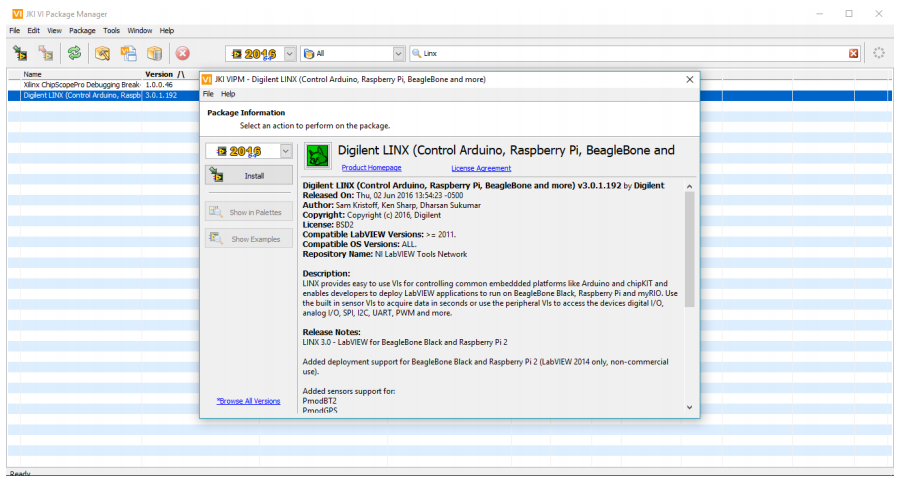 VI JKI VI Package Manager
File Edit View Package Tools Window Help
2016 All Linx
Name Version /\
Xilinx ChipScopePro Debugging Break- 1.0.0.46
Digilent LINX (Control Arduino, Raspb 3.0.1.192
VI JKI VIPM - Digilent LINX (Control Arduino, Raspberry Pi, BeagleBone and more)
File Help
Package Information
Select an action to perform on the package.
2016
Install
Show in Palettes
Show Examples
*Browse All Versions
Digilent LINX (Control Arduino, Raspberry Pi, BeagleBone and
Product Homepage License Agreement
Digilent LINX (Control Arduino, Raspberry Pi, BeagleBone and more) v3.0.1.192 by Digilent
Released On: Thu, 02 Jun 2016 13:54:23 -0500
Author: Sam Kristoff, Ken Sharp, Dharsan Sukumar
Copyright: Copyright (c) 2016, Digilent
License: BSD2
Compatible LabVIEW Versions: >= 2011.
Compatible OS Versions: ALL.
Repository Name: NI LabVIEW Tools Network
Description:
LINX provides easy to use VIs for controlling common embeddded platforms like Arduino and chipKIT and
enables developers to deploy LabVIEW applications to run on BeagleBone Black, Raspberry Pi and myRIO. Use
the built in sensor VIs to acquire data in seconds or use the peripheral VIs to access the devices digital I/O,
analog I/O, SPI, I2C, UART, PWM and more.
Release Notes:
LINX 3.0 - LabVIEW for BeagleBone Black and Raspberry Pi 2
Added deployment support for BeagleBone Black and Raspberry Pi 2 (LabVIEW 2014 only, non-commercial
use).
Added sensors support for:
PmodBT2
PmodGPS
Ready